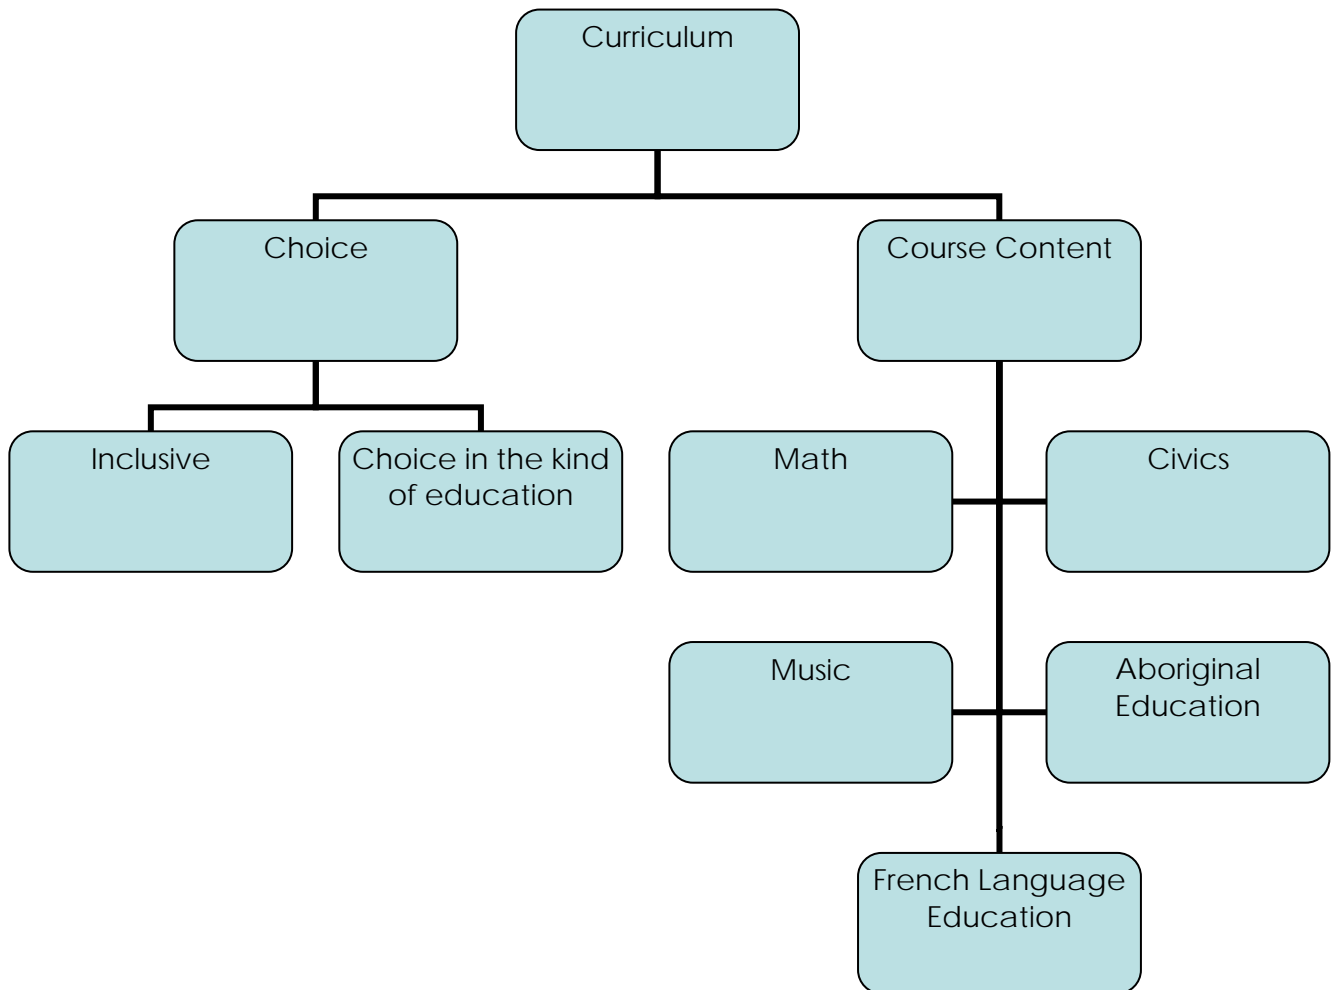 Curriculum
Choice
Course Content
Inclusive
Choice in the kind
of education
Math
Civics
Music
Aboriginal
Education
French Language
Education